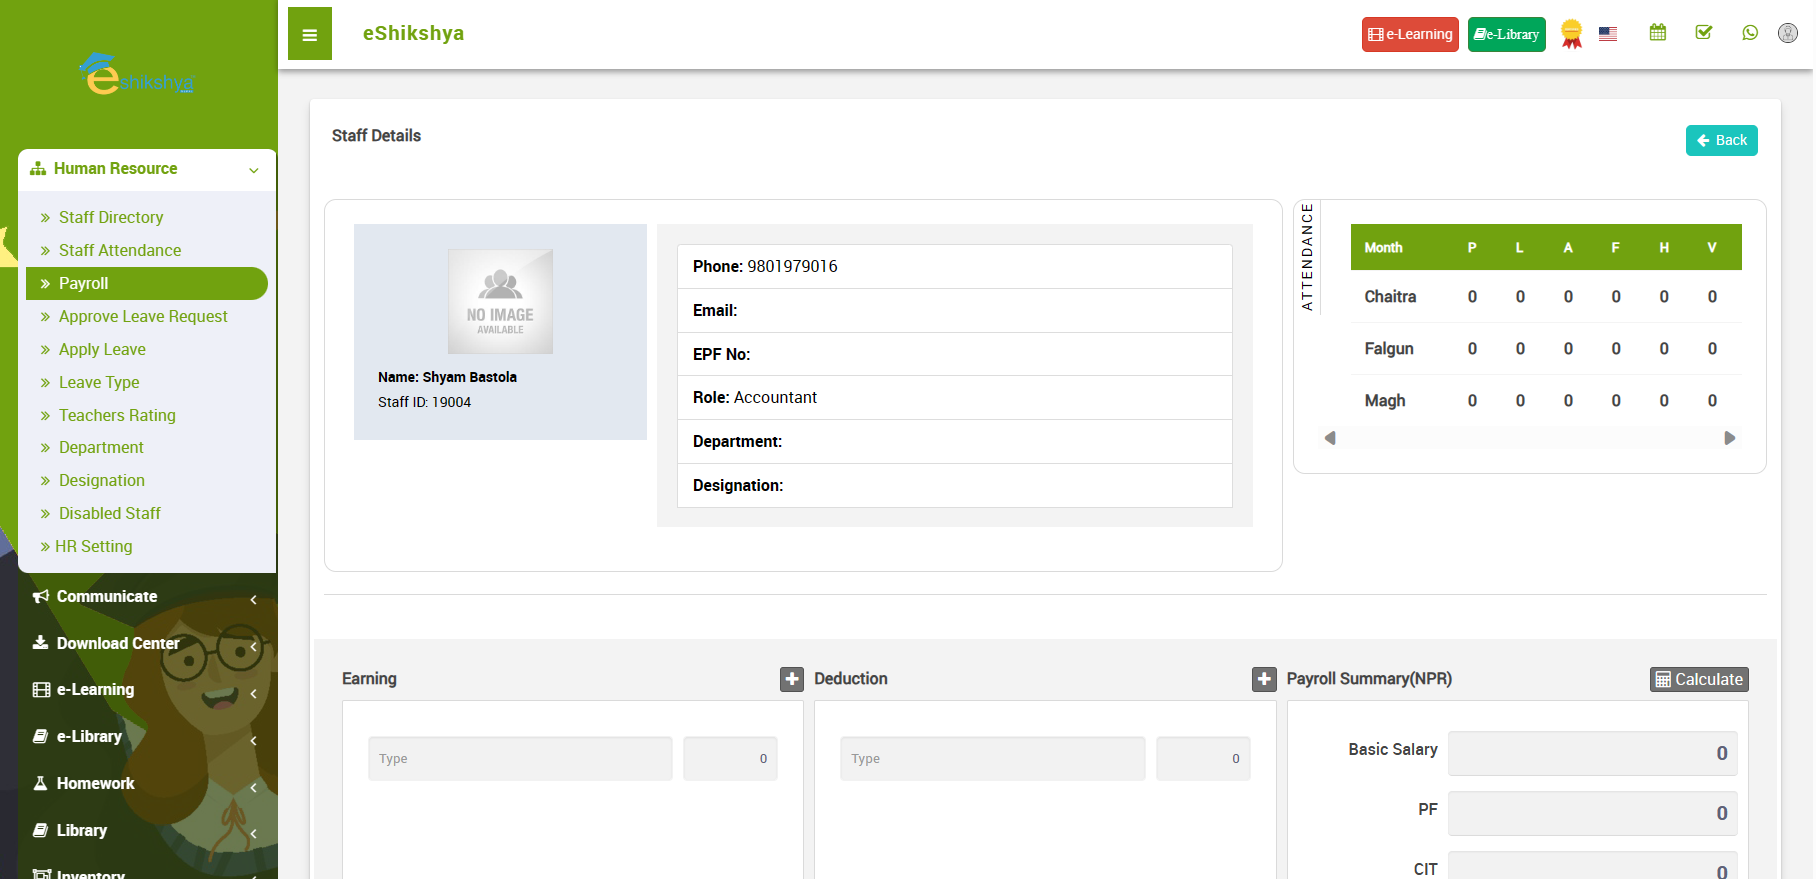 eshikshya
Human Resource
Staff Directory
Staff Attendance
Payroll
Approve Leave Request
Apply Leave
Leave Type
Teachers Rating
Department
Designation
Disabled Staff
HR Setting
Communicate
Download Center
e-Learning
e-Library
Homework
Library
Inventory
eShikshya
e-Learning
e-Library
Staff Details
Back
NO IMAGE
AVAILABLE
Name: Shyam Bastola
Staff ID: 19004
Phone: 9801979016
Email:
EPF No:
Role: Accountant
Department:
Designation:
ATTENDANCE
Month P L A F H V
Chaitra 0 0 0 0 0 0
Falgun 0 0 0 0 0 0
Magh 0 0 0 0 0 0
Earning
Type 0
Deduction
Type 0
Payroll Summary(NPR) Calculate
Basic Salary 0
PF 0
CIT 0